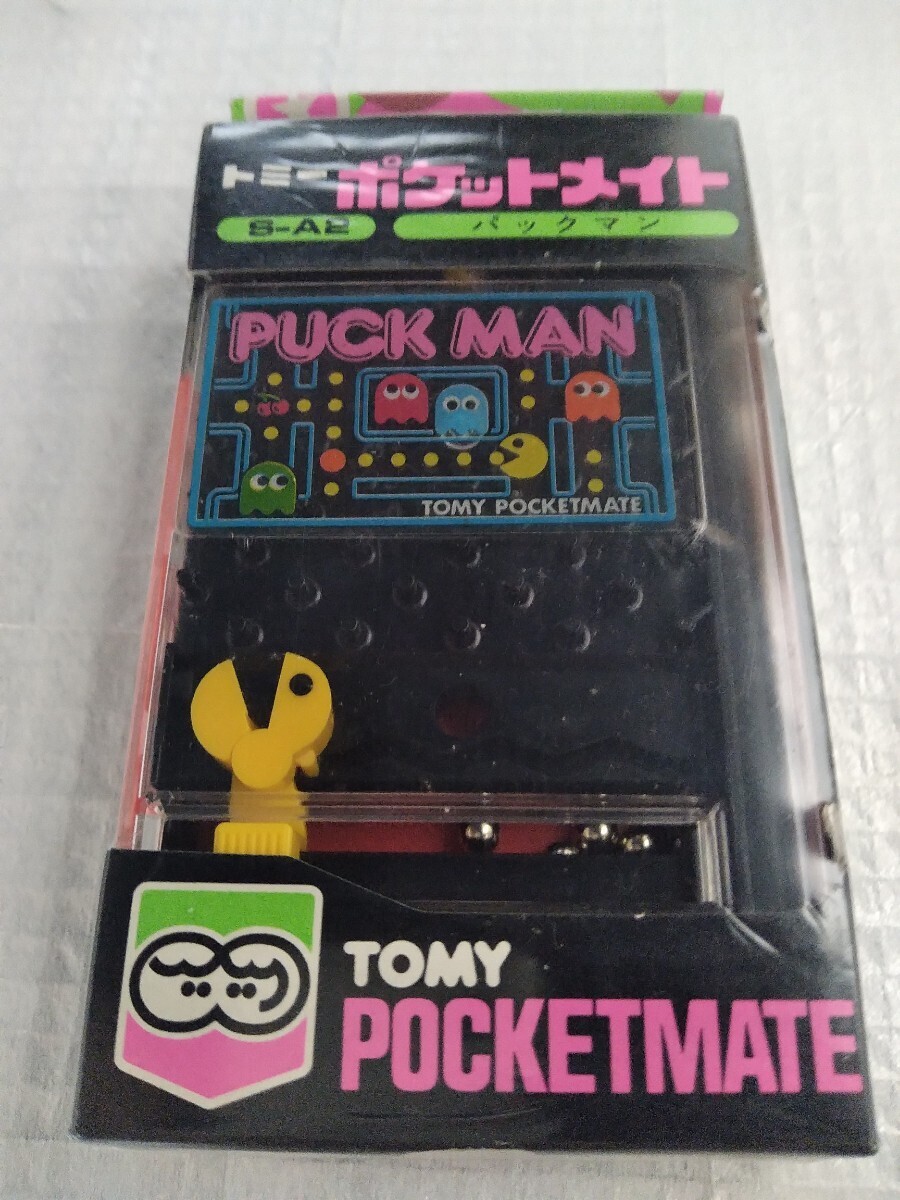 トミー ポケットメイト
S-A2 パックマン
PUCK MAN
TOMY POCKETMATE
TOMY
POCKETMATE